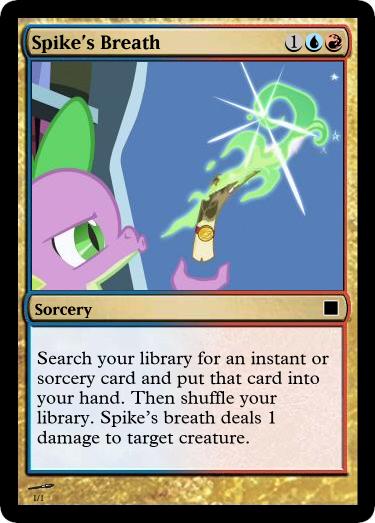 Spike's Breath 1
Sorcery
Search your library for an instant or
sorcery card and put that card into
your hand. Then shuffle your
library. Spike's breath deals 1
damage to target creature.
1/1